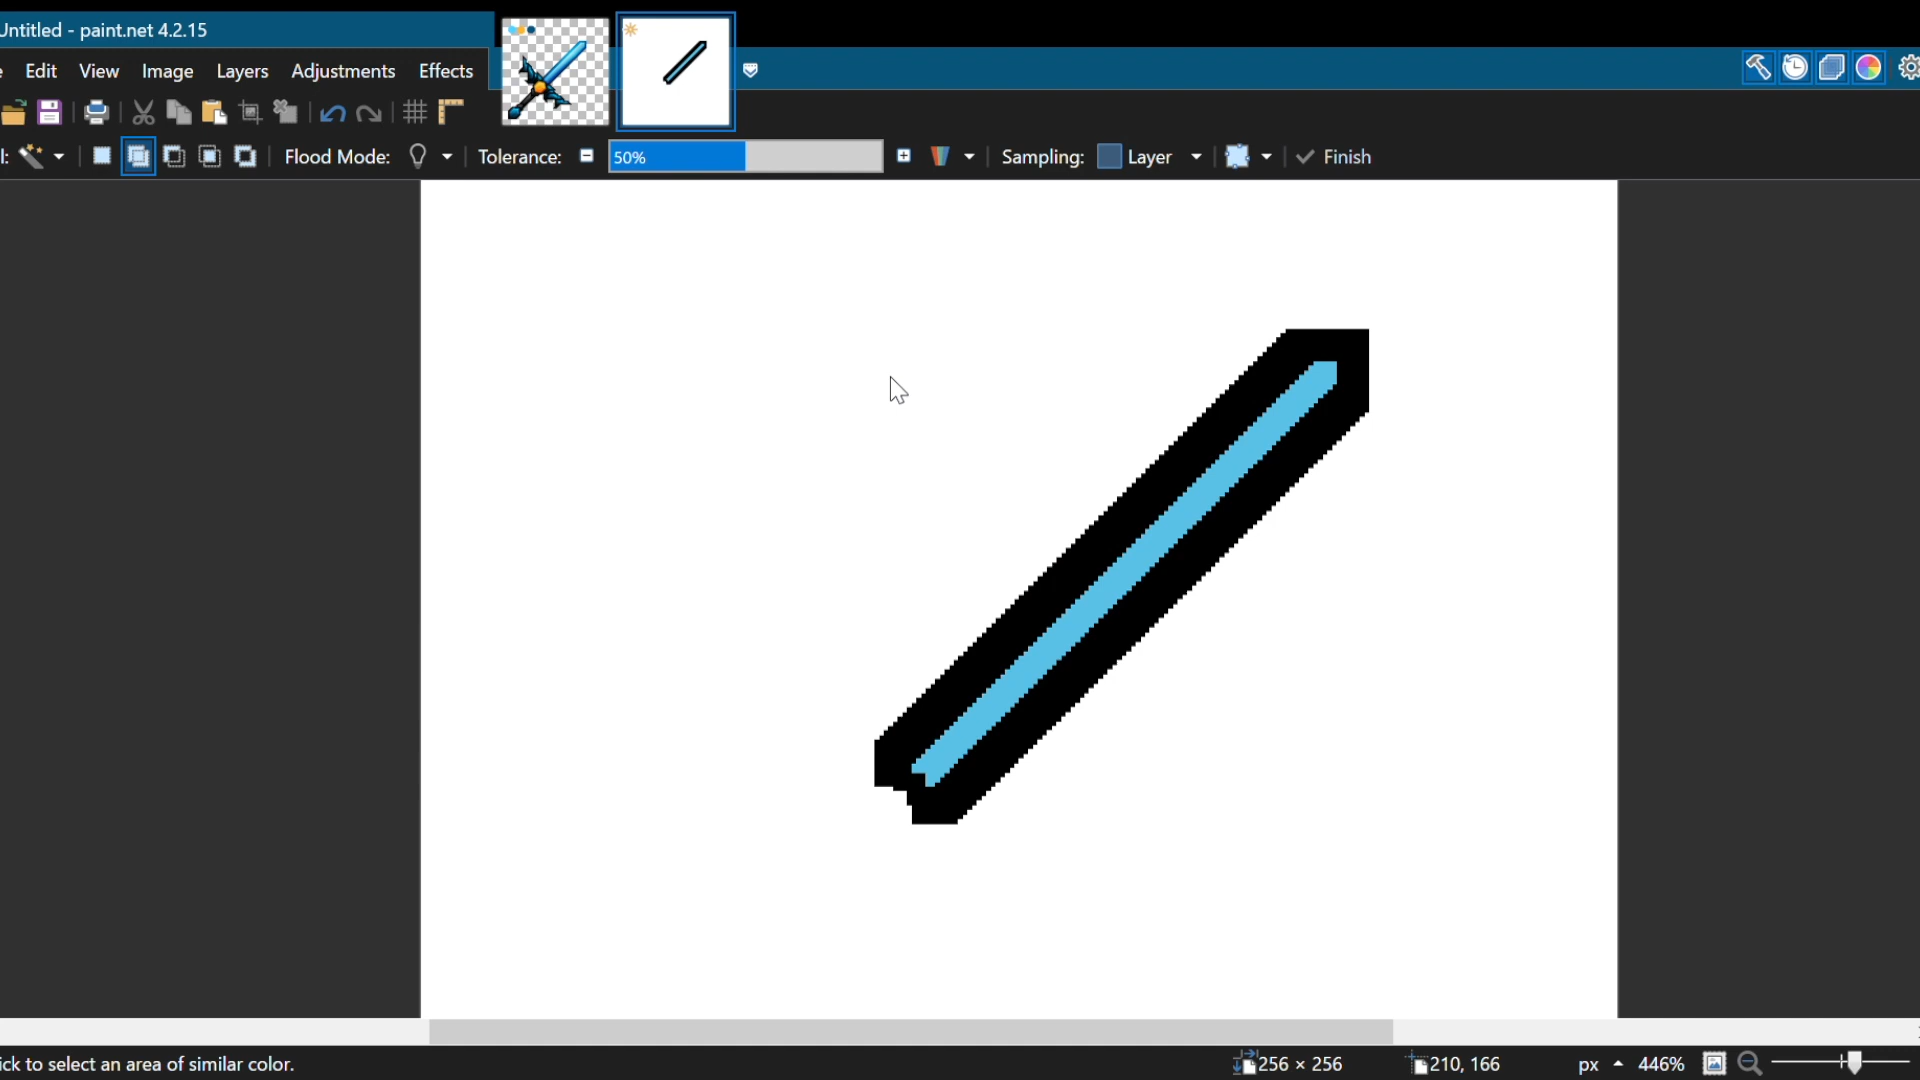 Untitled - paint.net 4.2.15
Edit View Image Layers Adjustments Effects
l: Flood Mode: Tolerance: 50% Sampling: Layer Finish
ick to select an area of similar color.
256 × 256
210, 166
px
446%